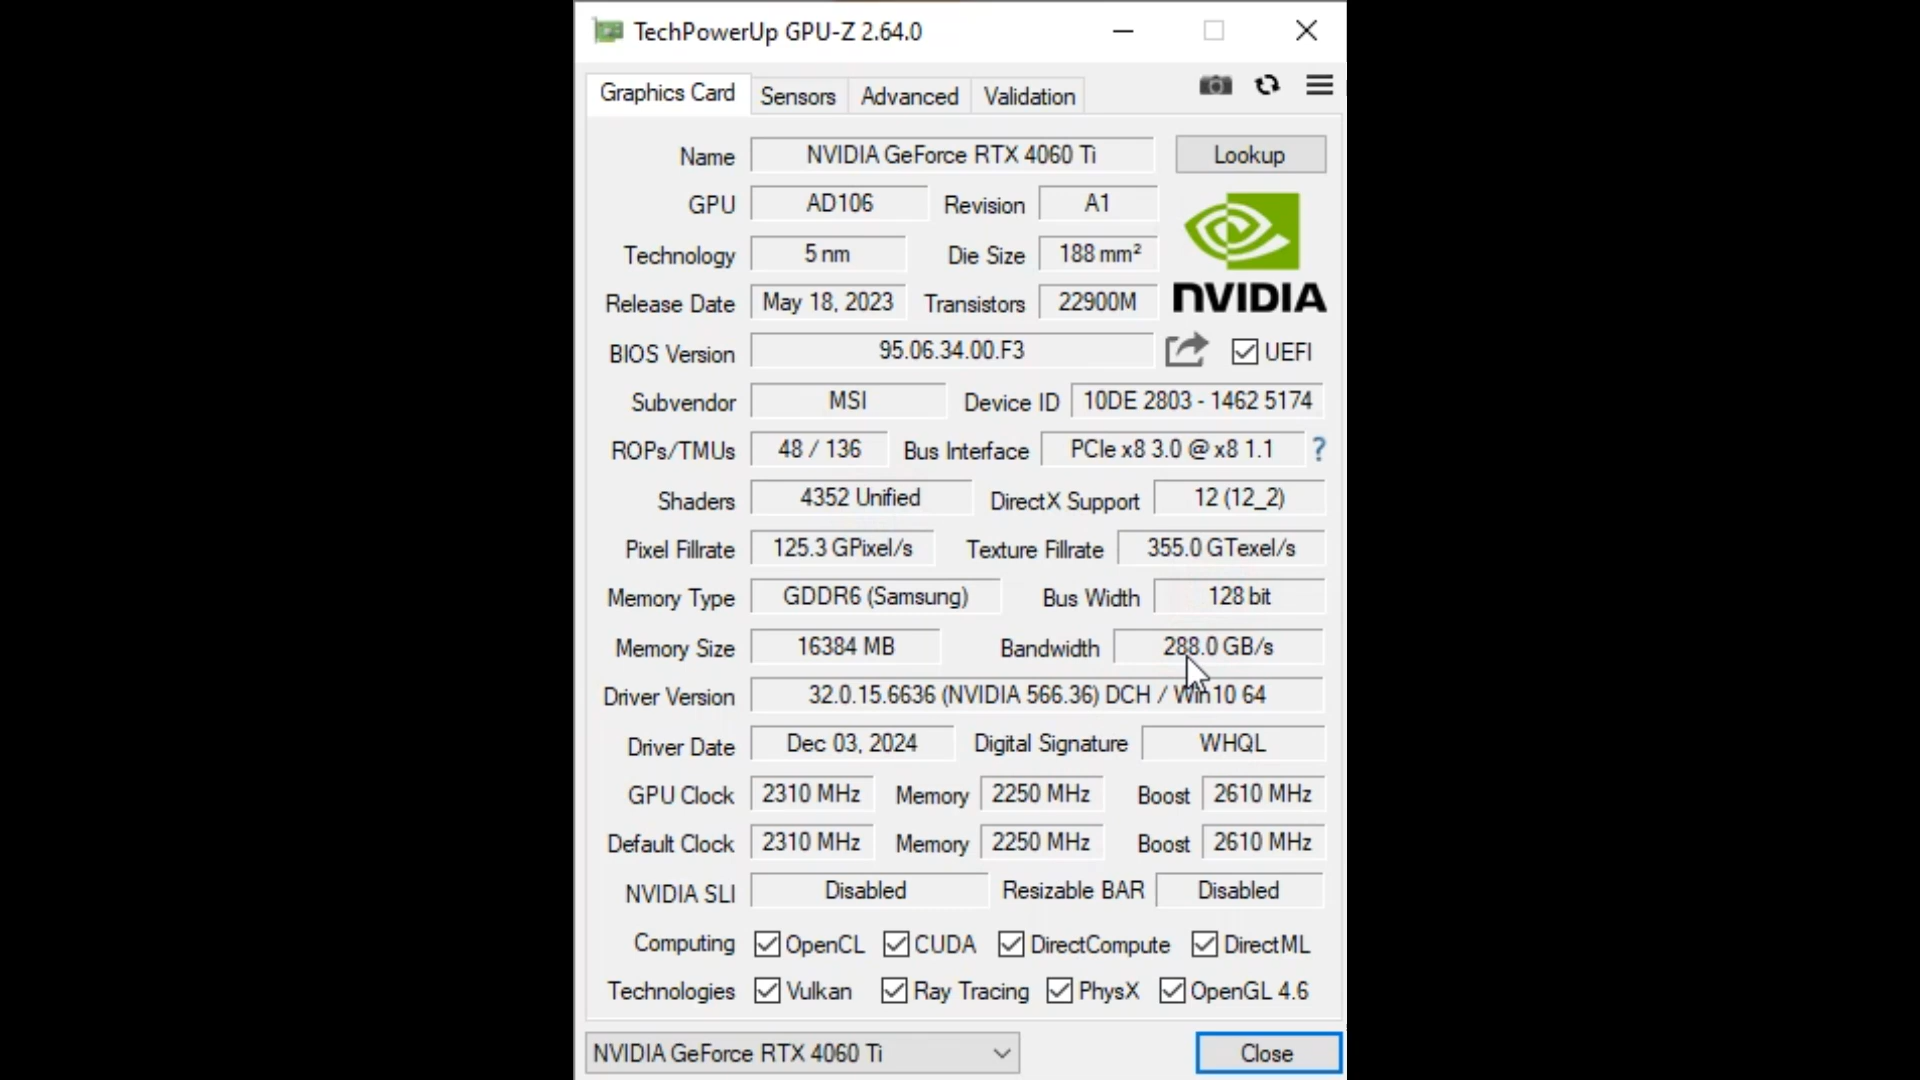 TechPowerUp GPU-Z 2.64.0
Graphics Card Sensors Advanced Validation
Name NVIDIA GeForce RTX 4060 Ti Lookup
GPU AD106 Revision A1
Technology 5 nm Die Size 188 mm²
Release Date May 18, 2023 Transistors 22900M
NVIDIA
BIOS Version 95.06.34.00.F3 UEFI
Subvendor MSI Device ID 10DE 2803 - 1462 5174
ROPs/TMUs 48 / 136 Bus Interface PCIe x8 3.0 @ x8 1.1 ?
Shaders 4352 Unified DirectX Support 12 (12_2)
Pixel Fillrate 125.3 GPixel/s Texture Fillrate 355.0 GTexel/s
Memory Type GDDR6 (Samsung) Bus Width 128 bit
Memory Size 16384 MB Bandwidth 288.0 GB/s
Driver Version 32.0.15.6636 (NVIDIA 566.36) DCH / Win10 64
Driver Date Dec 03, 2024 Digital Signature WHQL
GPU Clock 2310 MHz Memory 2250 MHz Boost 2610 MHz
Default Clock 2310 MHz Memory 2250 MHz Boost 2610 MHz
NVIDIA SLI Disabled Resizable BAR Disabled
Computing OpenCL CUDA DirectCompute DirectML
Technologies Vulkan Ray Tracing PhysX OpenGL 4.6
NVIDIA GeForce RTX 4060 Ti Close